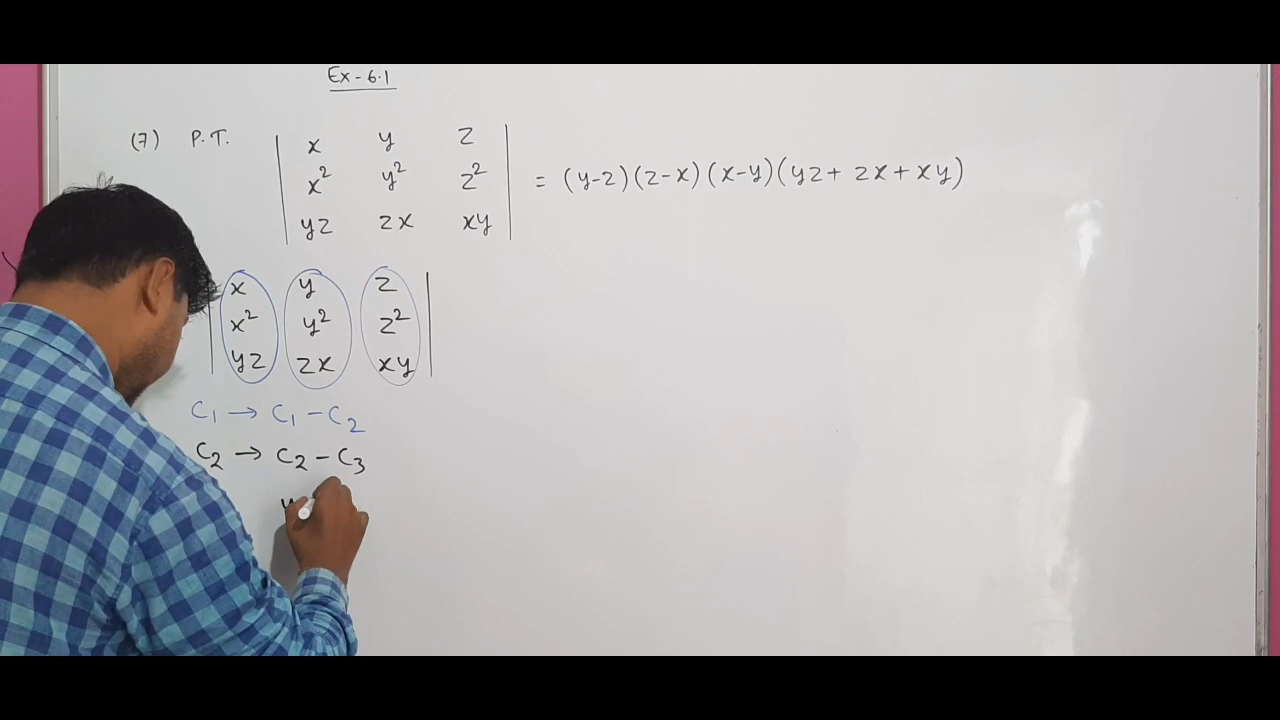 Ex - 6.1
(7) P.T. | x y z |
| x² y² z² | = (y-z)(z-x)(x-y)(yz+ zx+xy)
| yz zx xy |
| x y z |
| x² y² z² |
| yz zx xy |
C₁ → C₁ - C₂
C₂ → C₂ - C₃